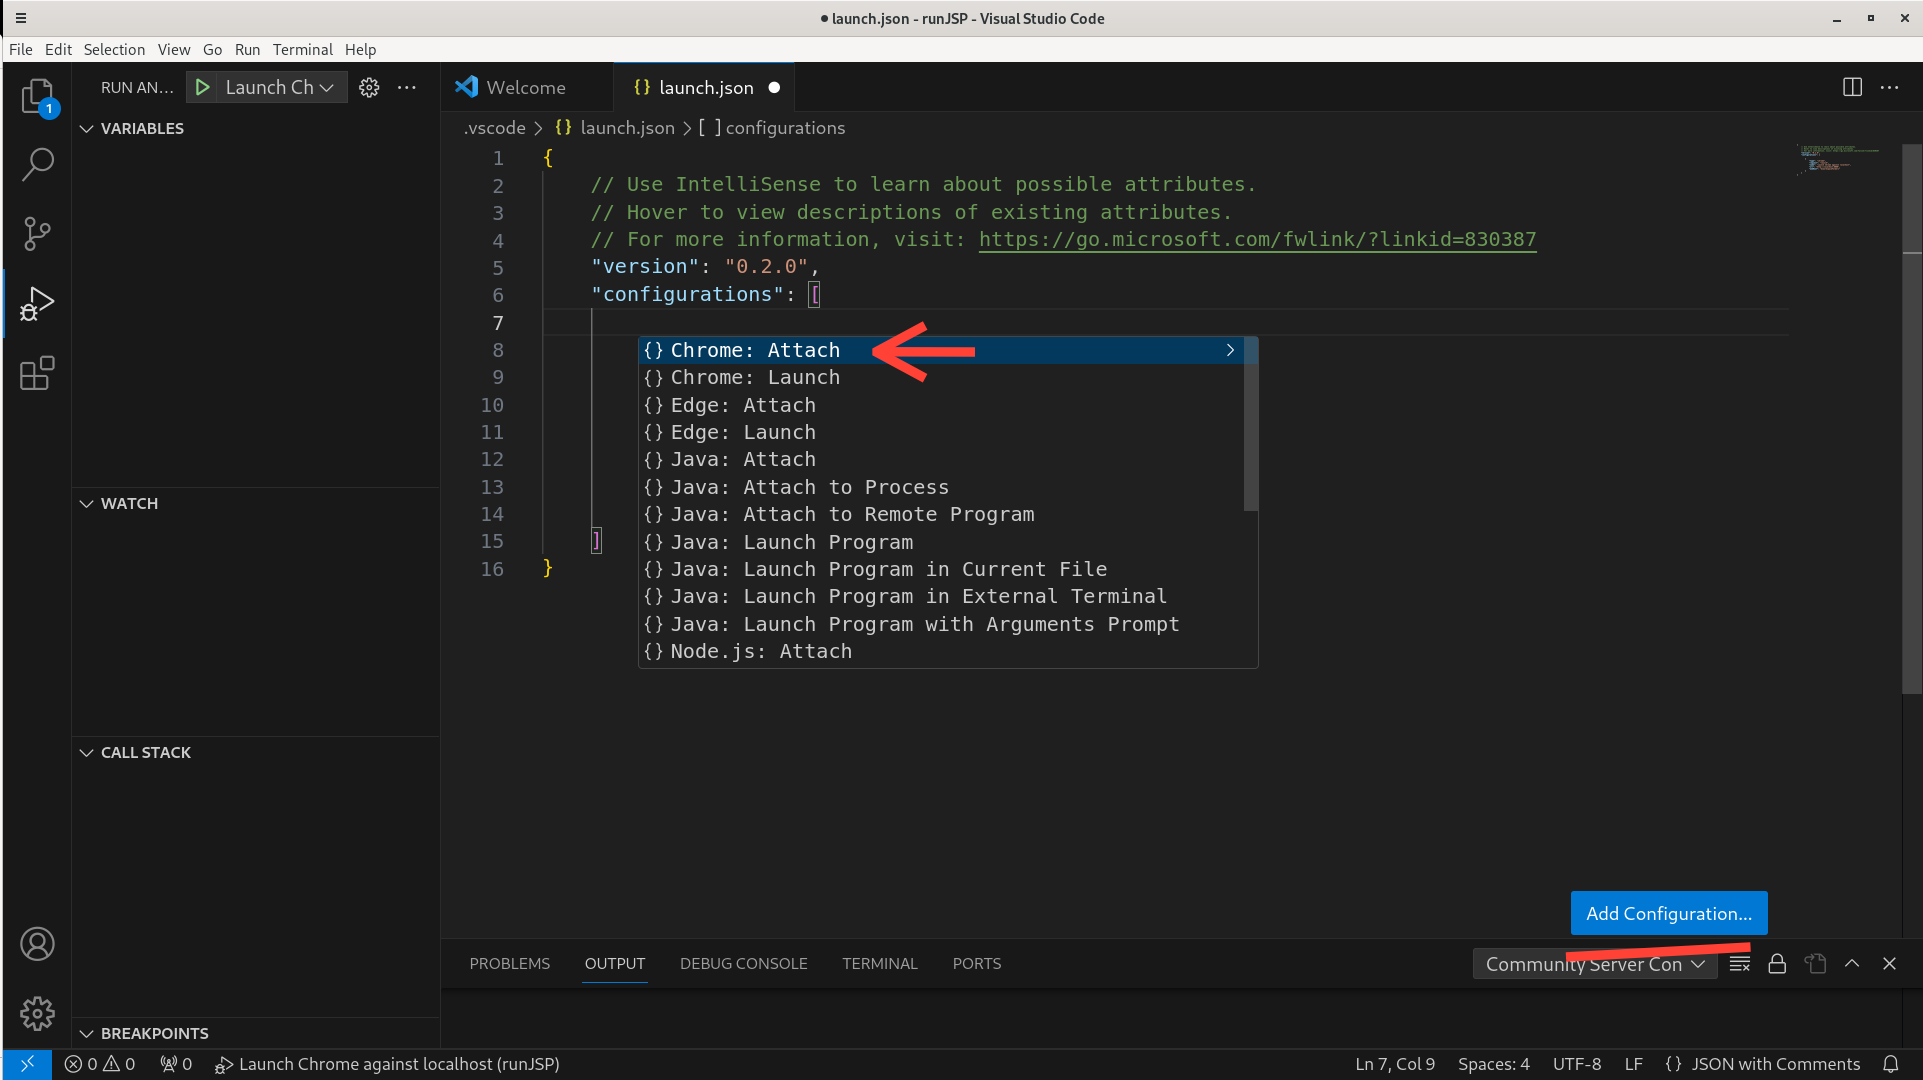 ● launch.json - runJSP - Visual Studio Code
File Edit Selection View Go Run Terminal Help
RUN AN... Launch Ch
Welcome
{} launch.json ●
1
.vscode > {} launch.json > [ ] configurations
VARIABLES
1 {
2 // Use IntelliSense to learn about possible attributes.
3 // Hover to view descriptions of existing attributes.
4 // For more information, visit: https://go.microsoft.com/fwlink/?linkid=830387
5 "version": "0.2.0",
6 "configurations": [
7
8 {} Chrome: Attach >
9 {} Chrome: Launch
10 {} Edge: Attach
11 {} Edge: Launch
12 {} Java: Attach
13 {} Java: Attach to Process
14 {} Java: Attach to Remote Program
15 ] {} Java: Launch Program
16 } {} Java: Launch Program in Current File
{} Java: Launch Program in External Terminal
{} Java: Launch Program with Arguments Prompt
{} Node.js: Attach
WATCH
CALL STACK
BREAKPOINTS
Add Configuration...
PROBLEMS OUTPUT DEBUG CONSOLE TERMINAL PORTS Community Server Con
0 0 0 Launch Chrome against localhost (runJSP) Ln 7, Col 9 Spaces: 4 UTF-8 LF {} JSON with Comments